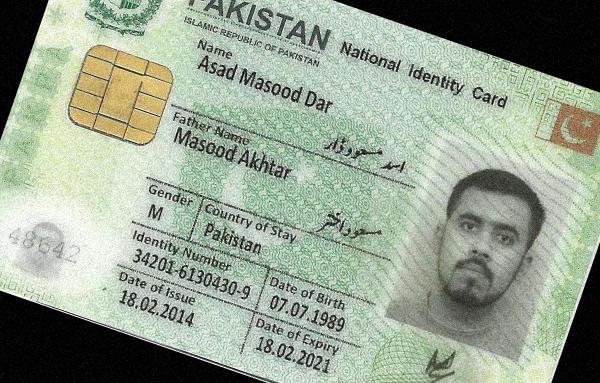 PAKISTAN National Identity Card
ISLAMIC REPUBLIC OF PAKISTAN
Name
Asad Masood Dar
اسد مسعود ڈار
Father Name
Masood Akhtar
مسعود اختر
Gender
M
Country of Stay
Pakistan
Identity Number
34201-6130430-9
Date of Birth
07.07.1989
Date of Issue
18.02.2014
Date of Expiry
18.02.2021